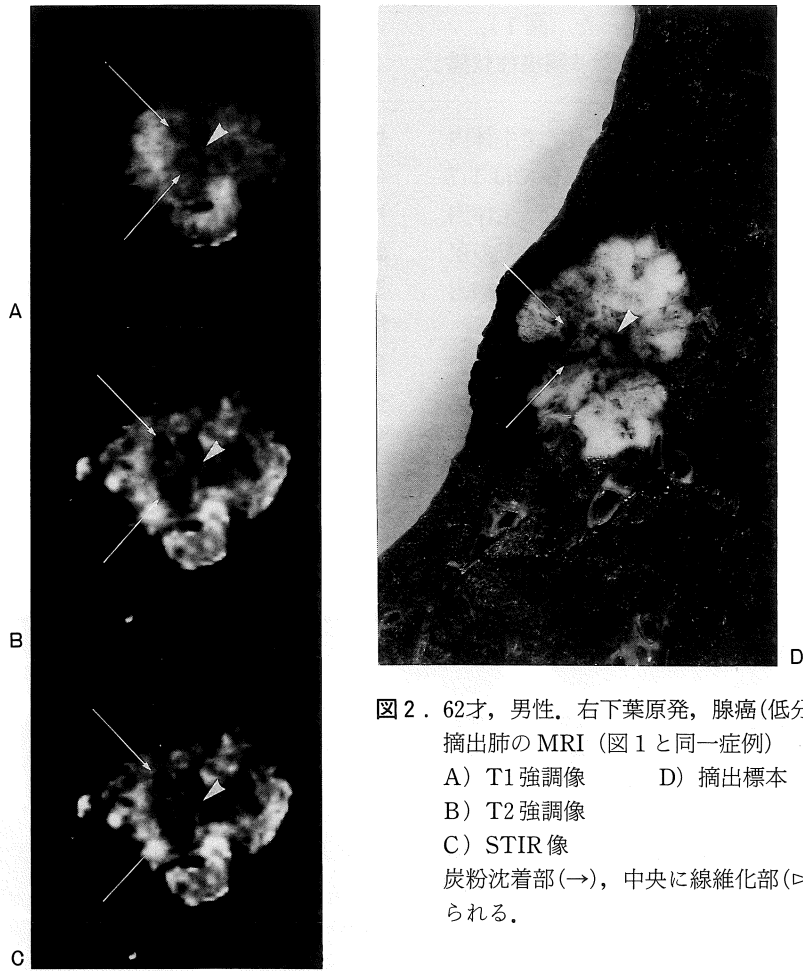 A
B
C
D
図2．62才，男性．右下葉原発，腺癌(低分
摘出肺のMRI（図1と同一症例）
A）T1強調像　D）摘出標本
B）T2強調像
C）STIR像
炭粉沈着部(→)，中央に線維化部(▷
られる．